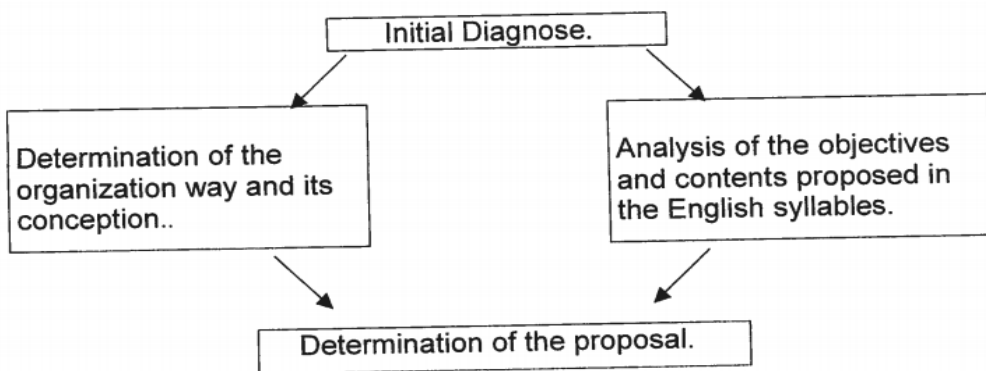 Initial Diagnose.
Determination of the
organization way and its
conception..
Analysis of the objectives
and contents proposed in
the English syllables.
Determination of the proposal.